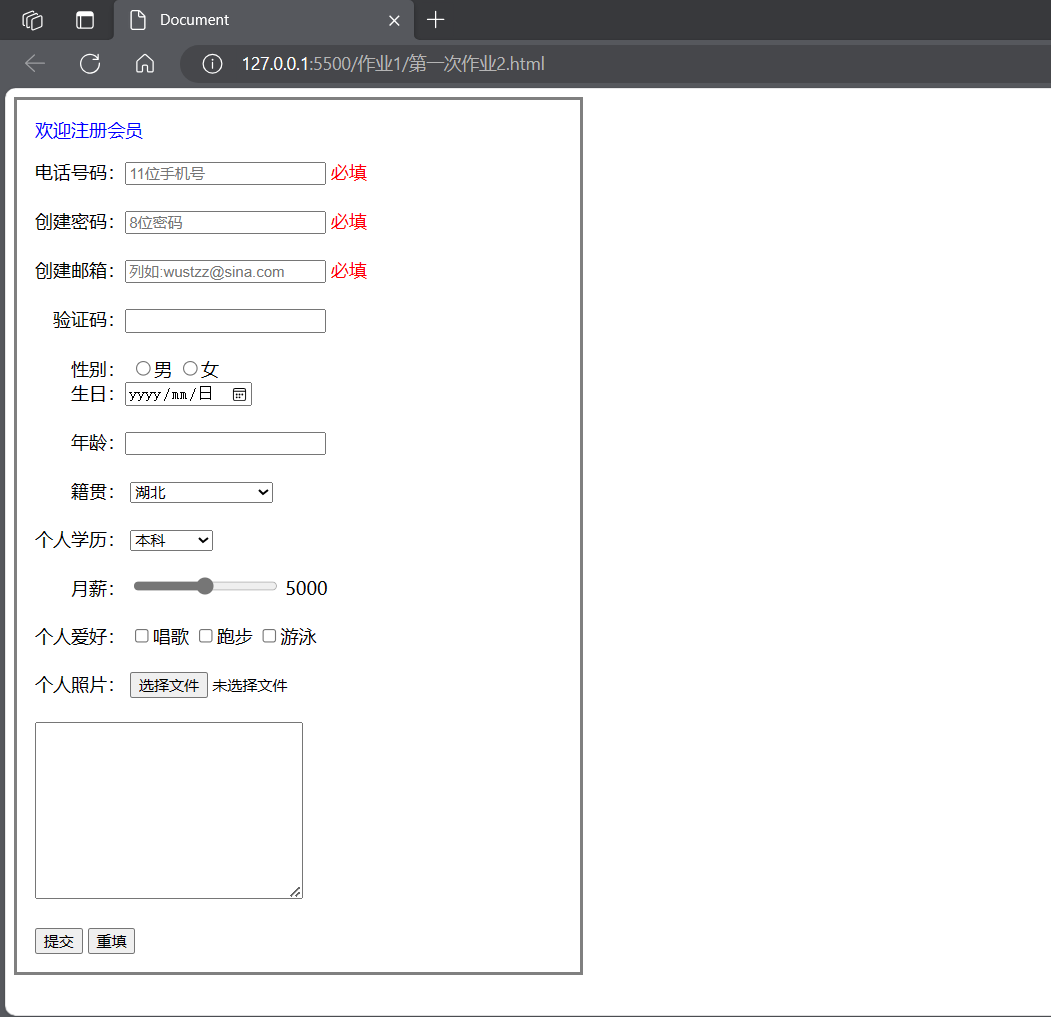 Document
127.0.0.1:5500/作业1/第一次作业2.html
欢迎注册会员
电话号码： 11位手机号 必填
创建密码： 8位密码 必填
创建邮箱： 列如:wustzz@sina.com 必填
验证码：
性别： 男 女
生日： yyyy/mm/日
年龄：
籍贯： 湖北
个人学历： 本科
月薪： 5000
个人爱好： 唱歌 跑步 游泳
个人照片： 选择文件 未选择文件
提交 重填